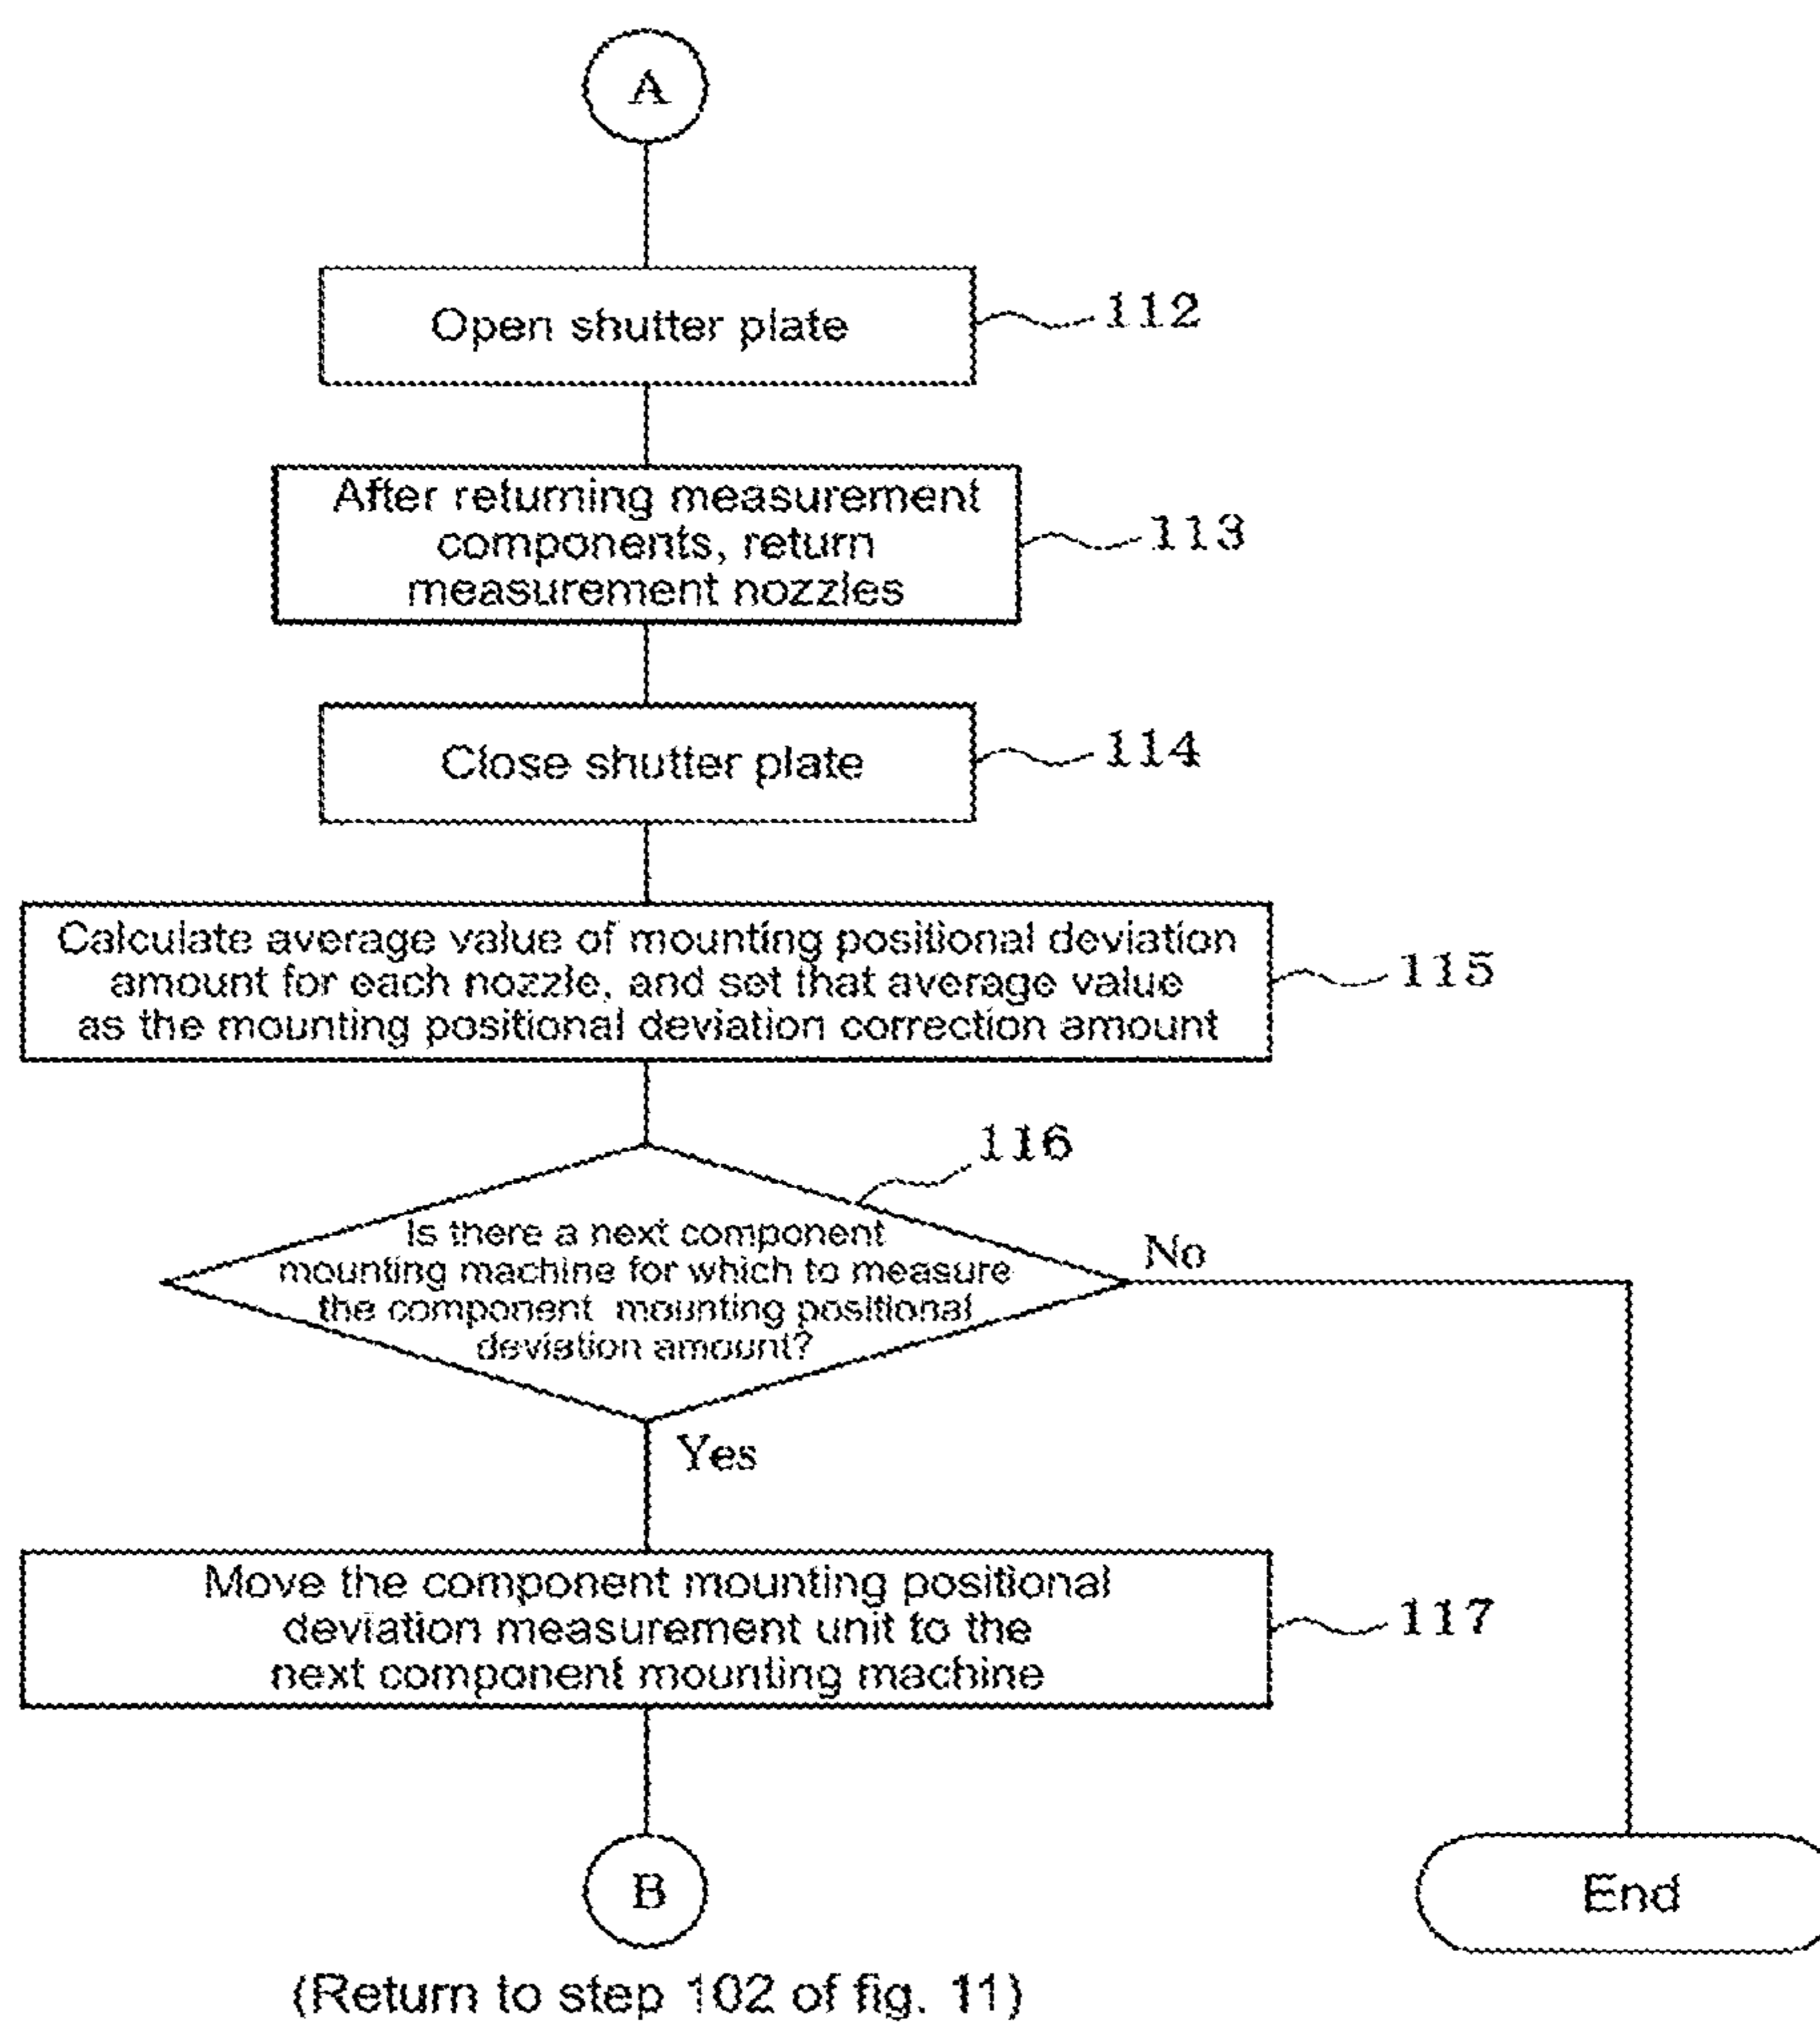 A
Open shutter plate
112
After returning measurement
components, return
measurement nozzles
113
Close shutter plate
114
Calculate average value of mounting positional deviation
amount for each nozzle, and set that average value
as the mounting positional deviation correction amount
115
116
Is there a next component
mounting machine for which to measure
the component mounting positional
deviation amount?
No
Yes
Move the component mounting positional
deviation measurement unit to the
next component mounting machine
117
B
End
(Return to step 102 of fig. 11)